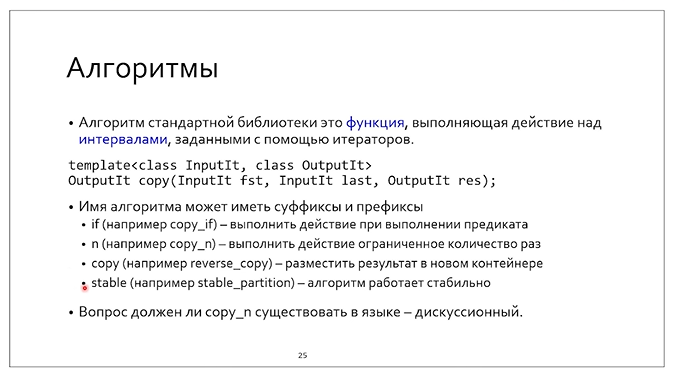 Алгоритмы
• Алгоритм стандартной библиотеки это функция, выполняющая действие над
интервалами, заданными с помощью итераторов.
template<class InputIt, class OutputIt>
OutputIt copy(InputIt fst, InputIt last, OutputIt res);
• Имя алгоритма может иметь суффиксы и префиксы
• if (например copy_if) – выполнить действие при выполнении предиката
• n (например copy_n) – выполнить действие ограниченное количество раз
• copy (например reverse_copy) – разместить результат в новом контейнере
• stable (например stable_partition) – алгоритм работает стабильно
• Вопрос должен ли copy_n существовать в языке – дискуссионный.
25